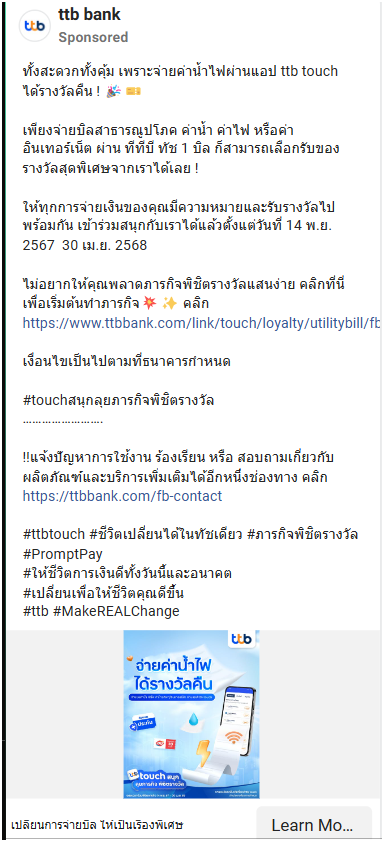 ttb
ttb bank
Sponsored
ทั้งสะดวกทั้งคุ้ม เพราะจ่ายค่าน้ำไฟผ่านแอป ttb touch
ได้รางวัลคืน ! 🎉 🎫
เพียงจ่ายบิลสาธารณูปโภค ค่าน้ำ ค่าไฟ หรือค่า
อินเทอร์เน็ต ผ่าน ทีทีบี ทัช 1 บิล ก็สามารถเลือกรับของ
รางวัลสุดพิเศษจากเราได้เลย !
ให้ทุกการจ่ายเงินของคุณมีความหมายและรับรางวัลไป
พร้อมกัน เข้าร่วมสนุกกับเราได้แล้วตั้งแต่วันที่ 14 พ.ย.
2567 30 เม.ย. 2568
ไม่อยากให้คุณพลาดภารกิจพิชิตรางวัลแสนง่าย คลิกที่นี่
เพื่อเริ่มต้นทำภารกิจ 💥 ✨ คลิก
https://www.ttbbank.com/link/touch/loyalty/utilitybill/fb
เงื่อนไขเป็นไปตามที่ธนาคารกำหนด
#touchสนุกลุยภารกิจพิชิตรางวัล
…………………….
‼แจ้งปัญหาการใช้งาน ร้องเรียน หรือ สอบถามเกี่ยวกับ
ผลิตภัณฑ์และบริการเพิ่มเติมได้อีกหนึ่งช่องทาง คลิก
https://ttbbank.com/fb-contact
#ttbtouch #ชีวิตเปลี่ยนได้ในทัชเดียว #ภารกิจพิชิตรางวัล
#PromptPay
#ให้ชีวิตการเงินดีทั้งวันนี้และอนาคต
#เปลี่ยนเพื่อให้ชีวิตคุณดีขึ้น
#ttb #MakeREALChange
ttb
จ่ายค่าน้ำไฟ
ได้รางวัลคืน
ttb touch สนุก
เปลี่ยนการจ่ายบิล ให้เป็นเรื่องพิเศษ
Learn Mo...